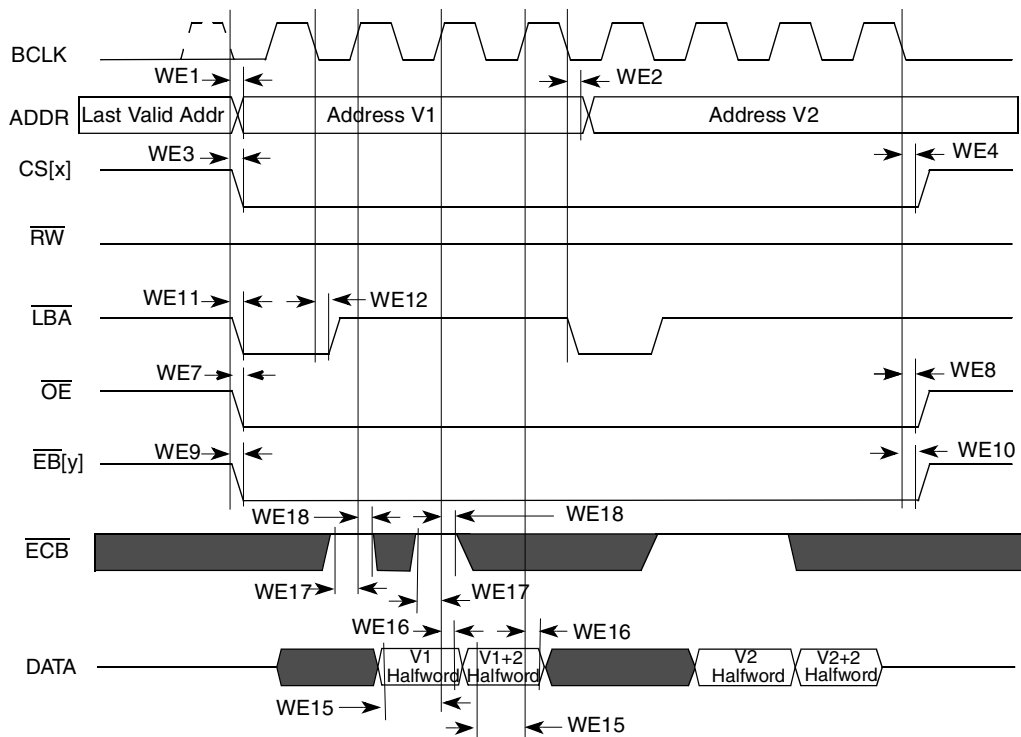 BCLK
WE1
WE2
ADDR
Last Valid Addr
Address V1
Address V2
WE3
WE4
CS[x]
RW
WE11
WE12
LBA
WE7
WE8
OE
WE9
WE10
EB[y]
WE18
WE18
ECB
WE17
WE17
WE16
WE16
DATA
V1
Halfword
V1+2
Halfword
V2
Halfword
V2+2
Halfword
WE15
WE15